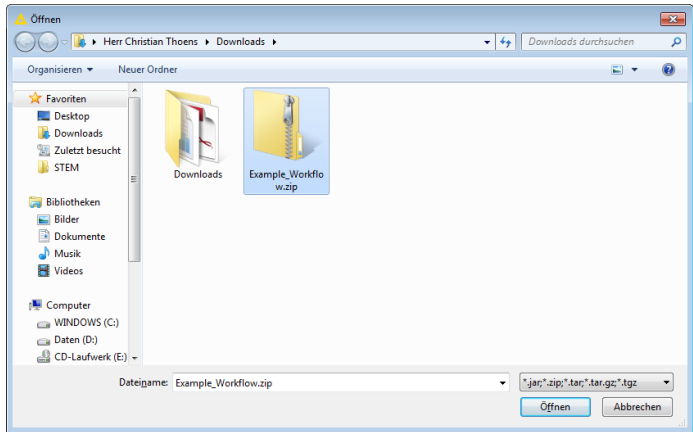 Öffnen
Herr Christian Thoens Downloads
Downloads durchsuchen
Organisieren
Neuer Ordner
Favoriten
Desktop
Downloads
Zuletzt besucht
STEM
Bibliotheken
Bilder
Dokumente
Musik
Videos
Computer
WINDOWS (C:)
Daten (D:)
CD-Laufwerk (E:)
Downloads
Example_Workflo
w.zip
Dateiname: Example_Workflow.zip
*.jar;*.zip;*.tar;*.tar.gz;*.tgz
Öffnen
Abbrechen